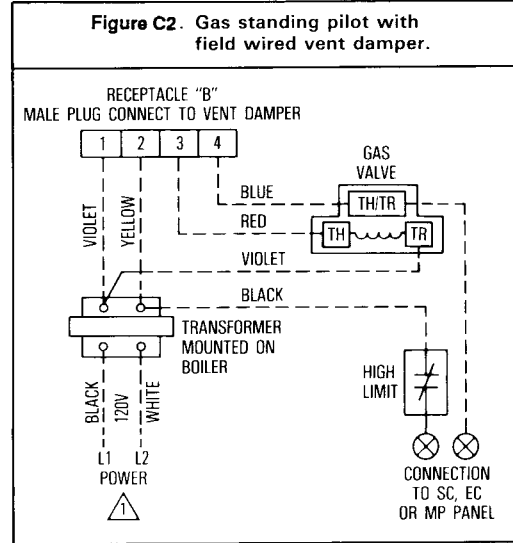 Figure C2. Gas standing pilot with
field wired vent damper.
RECEPTACLE "B"
MALE PLUG CONNECT TO VENT DAMPER
1 2 3 4
GAS
VALVE
BLUE
TH/TR
RED
TH
TR
VIOLET
YELLOW
VIOLET
BLACK
TRANSFORMER
MOUNTED ON
BOILER
HIGH
LIMIT
BLACK
120V
WHITE
L1 L2
POWER
1
CONNECTION
TO SC, EC
OR MP PANEL